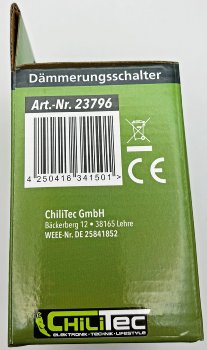 Dämmerungsschalter
Art.-Nr. 23796
4 250416 341501 >
CE
ChiliTec GmbH
Bäckerberg 12 • 38165 Lehre
WEEE-Nr. DE 25841852
CHILITEC
ELEKTRONIK-TECHNIK-LIFESTYLE